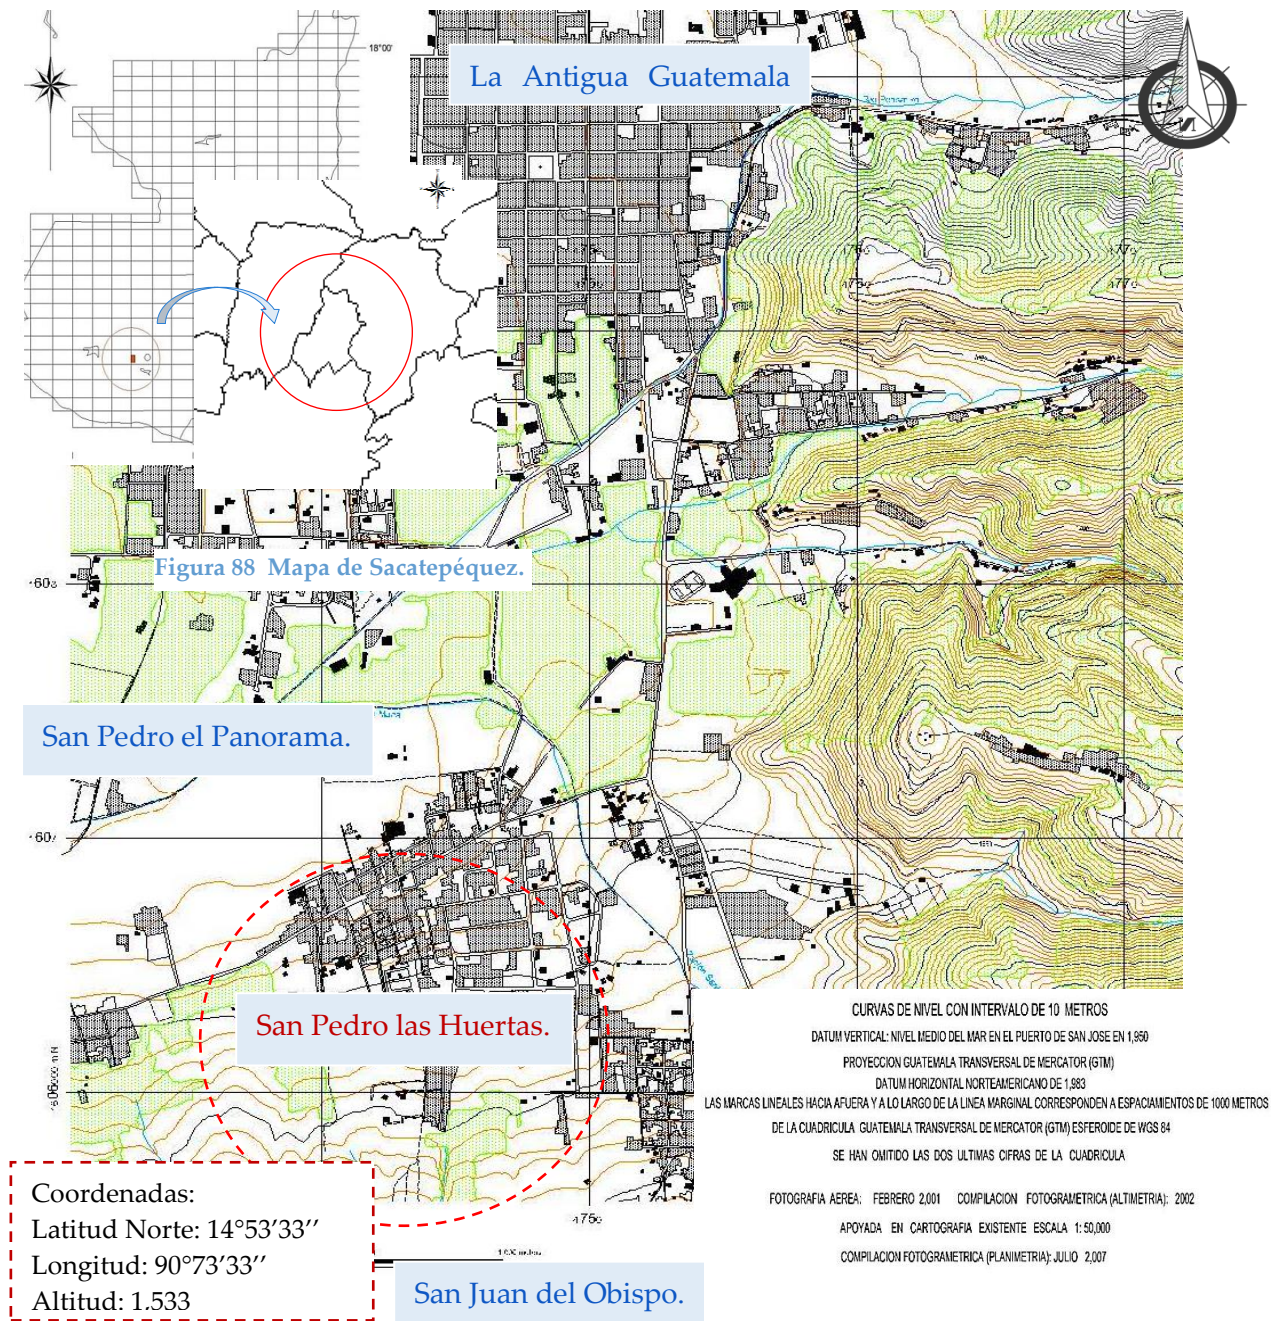 18°00'
La Antigua Guatemala
Figura 88 Mapa de Sacatepéquez.
San Pedro el Panorama.
San Pedro las Huertas.
CURVAS DE NIVEL CON INTERVALO DE 10 METROS
DATUM VERTICAL: NIVEL MEDIO DEL MAR EN EL PUERTO DE SAN JOSE EN 1,950
PROYECCION GUATEMALA TRANSVERSAL DE MERCATOR (GTM)
DATUM HORIZONTAL NORTEAMERICANO DE 1,983
LAS MARCAS LINEALES HACIA AFUERA Y A LO LARGO DE LA LINEA MARGINAL CORRESPONDEN A ESPACIAMIENTOS DE 1000 METROS
DE LA CUADRICULA GUATEMALA TRANSVERSAL DE MERCATOR (GTM) ESFEROIDE DE WGS 84
SE HAN OMITIDO LAS DOS ULTIMAS CIFRAS DE LA CUADRICULA
FOTOGRAFIA AEREA: FEBRERO 2,001 COMPILACION FOTOGRAMETRICA (ALTIMETRIA): 2002
APOYADA EN CARTOGRAFIA EXISTENTE ESCALA 1: 50,000
COMPILACION FOTOGRAMETRICA (PLANIMETRIA): JULIO 2,007
Coordenadas:
Latitud Norte: 14°53’33’’
Longitud: 90°73’33’’
Altitud: 1.533
San Juan del Obispo.